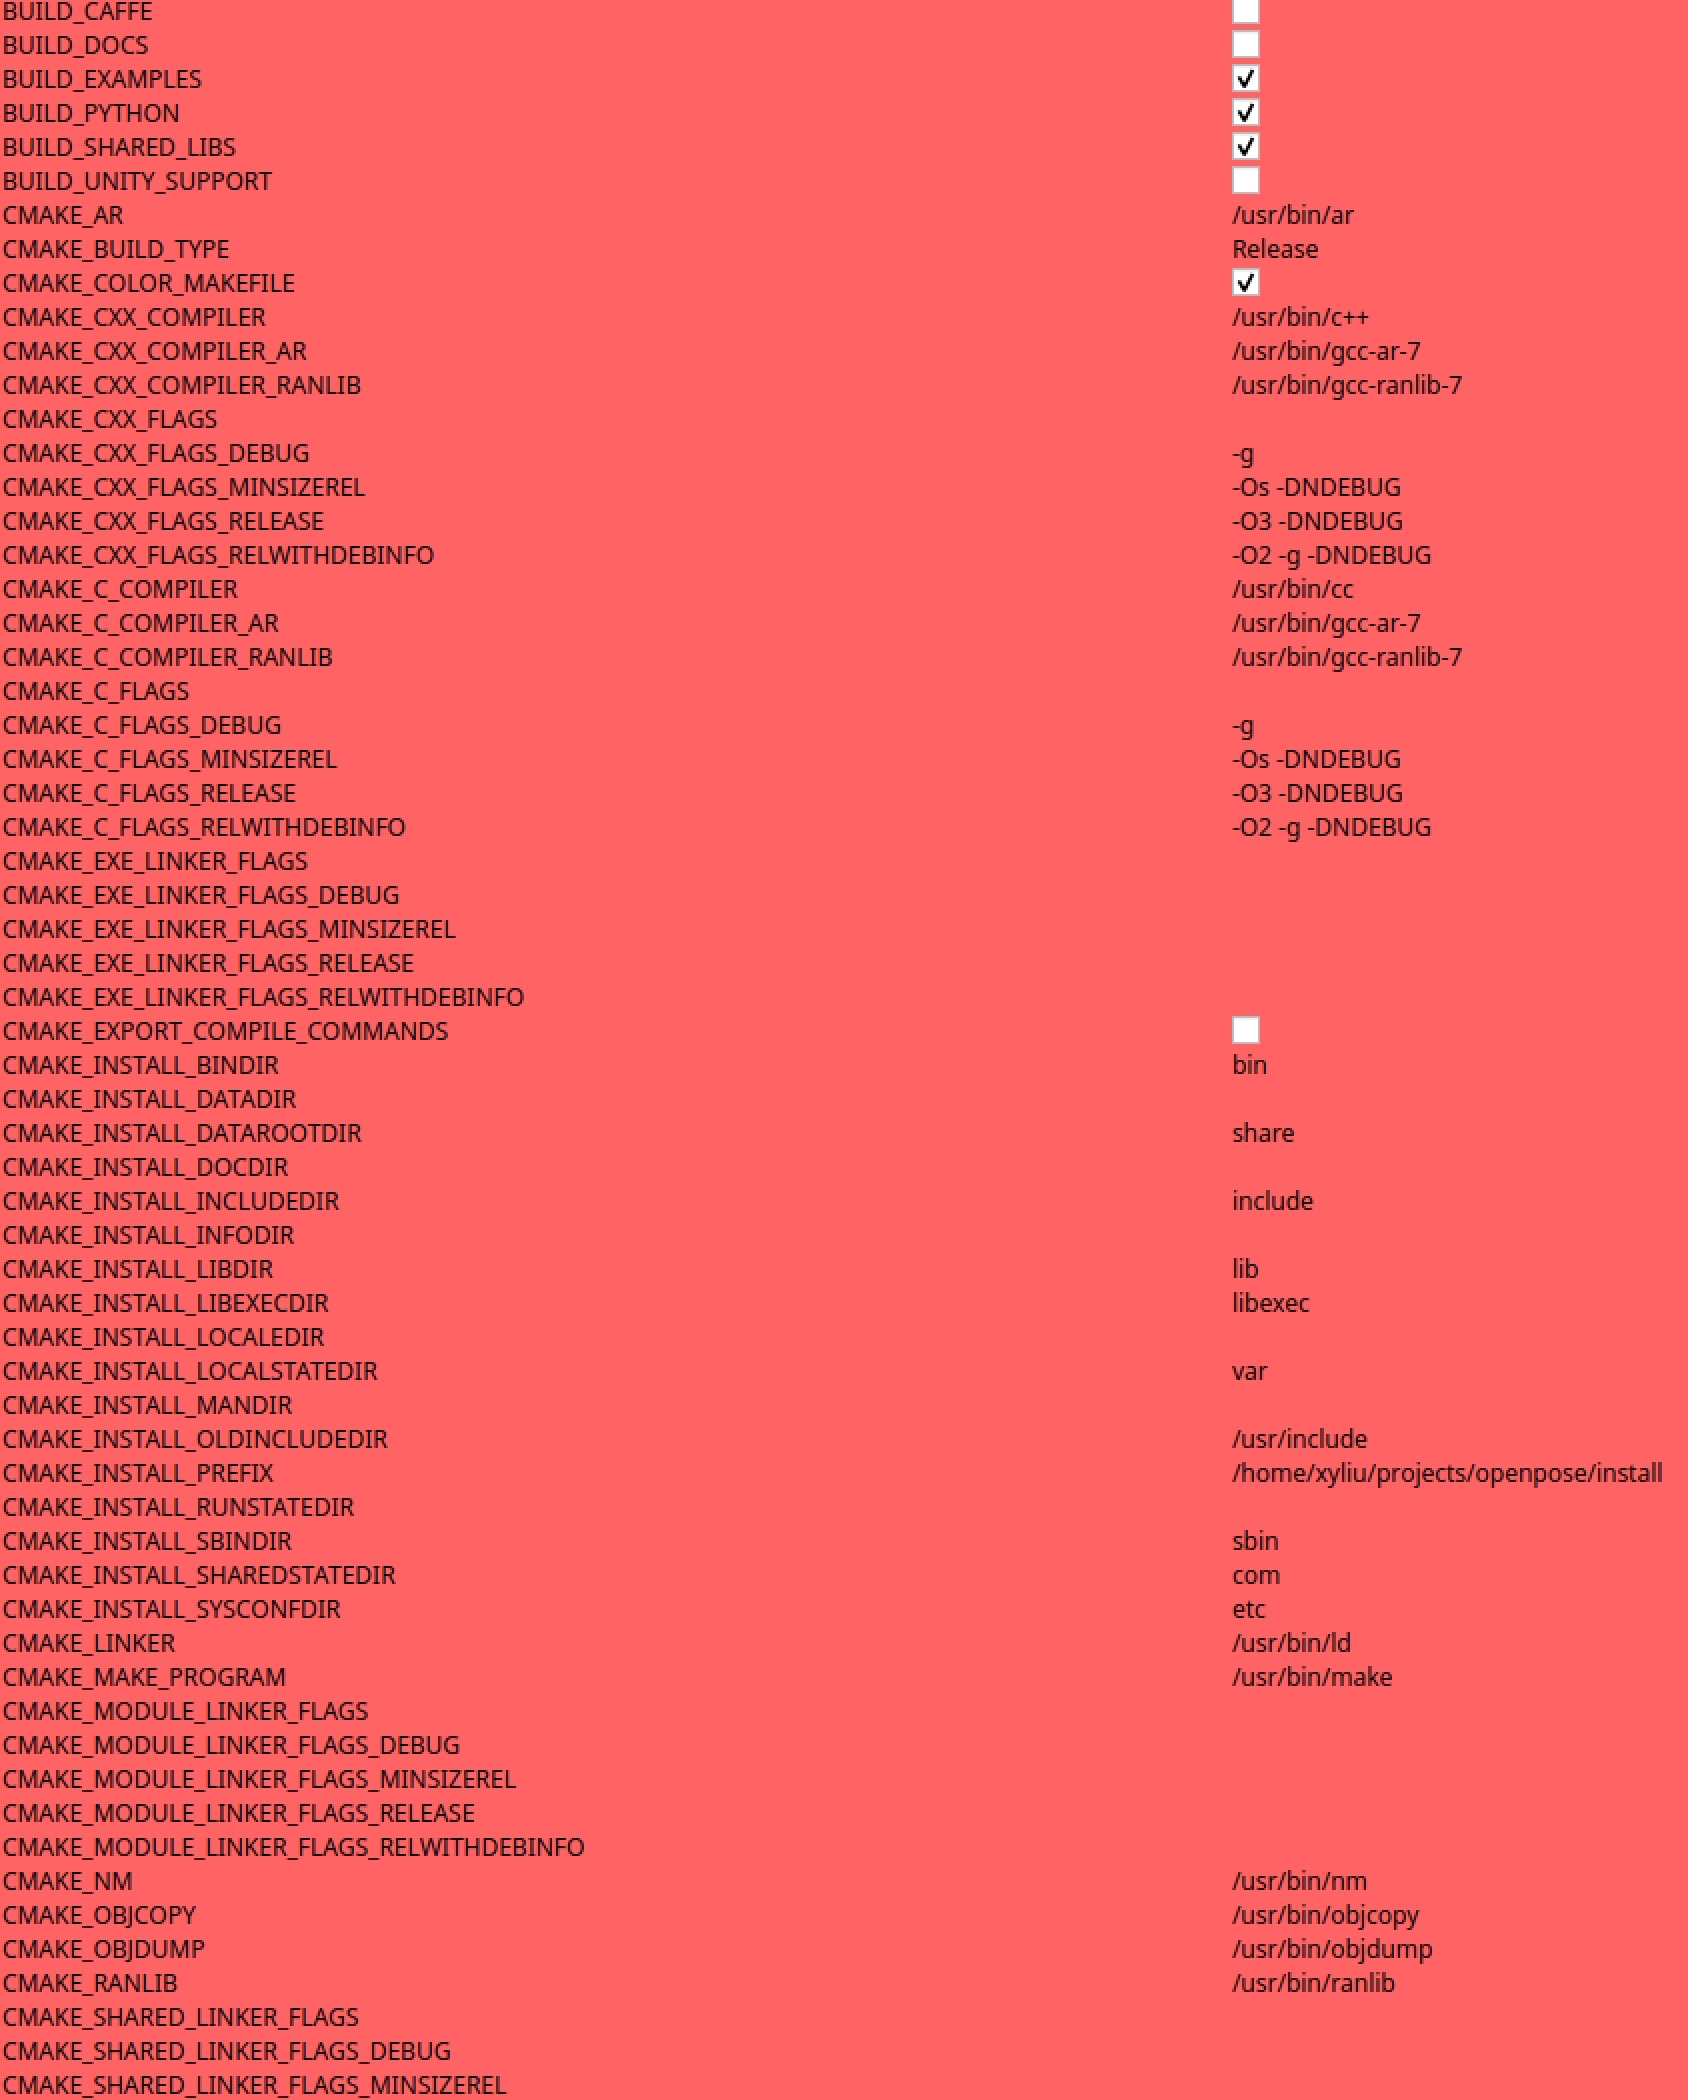 BUILD_CAFFE
BUILD_DOCS
BUILD_EXAMPLES
BUILD_PYTHON
BUILD_SHARED_LIBS
BUILD_UNITY_SUPPORT
CMAKE_AR /usr/bin/ar
CMAKE_BUILD_TYPE Release
CMAKE_COLOR_MAKEFILE
CMAKE_CXX_COMPILER /usr/bin/c++
CMAKE_CXX_COMPILER_AR /usr/bin/gcc-ar-7
CMAKE_CXX_COMPILER_RANLIB /usr/bin/gcc-ranlib-7
CMAKE_CXX_FLAGS
CMAKE_CXX_FLAGS_DEBUG -g
CMAKE_CXX_FLAGS_MINSIZEREL -Os -DNDEBUG
CMAKE_CXX_FLAGS_RELEASE -O3 -DNDEBUG
CMAKE_CXX_FLAGS_RELWITHDEBINFO -O2 -g -DNDEBUG
CMAKE_C_COMPILER /usr/bin/cc
CMAKE_C_COMPILER_AR /usr/bin/gcc-ar-7
CMAKE_C_COMPILER_RANLIB /usr/bin/gcc-ranlib-7
CMAKE_C_FLAGS
CMAKE_C_FLAGS_DEBUG -g
CMAKE_C_FLAGS_MINSIZEREL -Os -DNDEBUG
CMAKE_C_FLAGS_RELEASE -O3 -DNDEBUG
CMAKE_C_FLAGS_RELWITHDEBINFO -O2 -g -DNDEBUG
CMAKE_EXE_LINKER_FLAGS
CMAKE_EXE_LINKER_FLAGS_DEBUG
CMAKE_EXE_LINKER_FLAGS_MINSIZEREL
CMAKE_EXE_LINKER_FLAGS_RELEASE
CMAKE_EXE_LINKER_FLAGS_RELWITHDEBINFO
CMAKE_EXPORT_COMPILE_COMMANDS
CMAKE_INSTALL_BINDIR bin
CMAKE_INSTALL_DATADIR
CMAKE_INSTALL_DATAROOTDIR share
CMAKE_INSTALL_DOCDIR
CMAKE_INSTALL_INCLUDEDIR include
CMAKE_INSTALL_INFODIR
CMAKE_INSTALL_LIBDIR lib
CMAKE_INSTALL_LIBEXECDIR libexec
CMAKE_INSTALL_LOCALEDIR
CMAKE_INSTALL_LOCALSTATEDIR var
CMAKE_INSTALL_MANDIR
CMAKE_INSTALL_OLDINCLUDEDIR /usr/include
CMAKE_INSTALL_PREFIX /home/xyliu/projects/openpose/install
CMAKE_INSTALL_RUNSTATEDIR
CMAKE_INSTALL_SBINDIR sbin
CMAKE_INSTALL_SHAREDSTATEDIR com
CMAKE_INSTALL_SYSCONFDIR etc
CMAKE_LINKER /usr/bin/ld
CMAKE_MAKE_PROGRAM /usr/bin/make
CMAKE_MODULE_LINKER_FLAGS
CMAKE_MODULE_LINKER_FLAGS_DEBUG
CMAKE_MODULE_LINKER_FLAGS_MINSIZEREL
CMAKE_MODULE_LINKER_FLAGS_RELEASE
CMAKE_MODULE_LINKER_FLAGS_RELWITHDEBINFO
CMAKE_NM /usr/bin/nm
CMAKE_OBJCOPY /usr/bin/objcopy
CMAKE_OBJDUMP /usr/bin/objdump
CMAKE_RANLIB /usr/bin/ranlib
CMAKE_SHARED_LINKER_FLAGS
CMAKE_SHARED_LINKER_FLAGS_DEBUG
CMAKE_SHARED_LINKER_FLAGS_MINSIZEREL